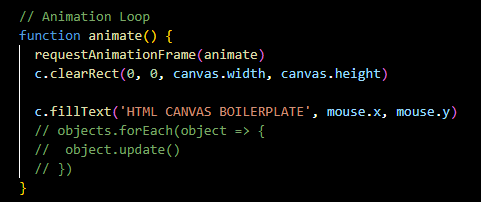 // Animation Loop
function animate() {
  requestAnimationFrame(animate)
  c.clearRect(0, 0, canvas.width, canvas.height)

  c.fillText('HTML CANVAS BOILERPLATE', mouse.x, mouse.y)
  // objects.forEach(object => {
  //  object.update()
  // })
}